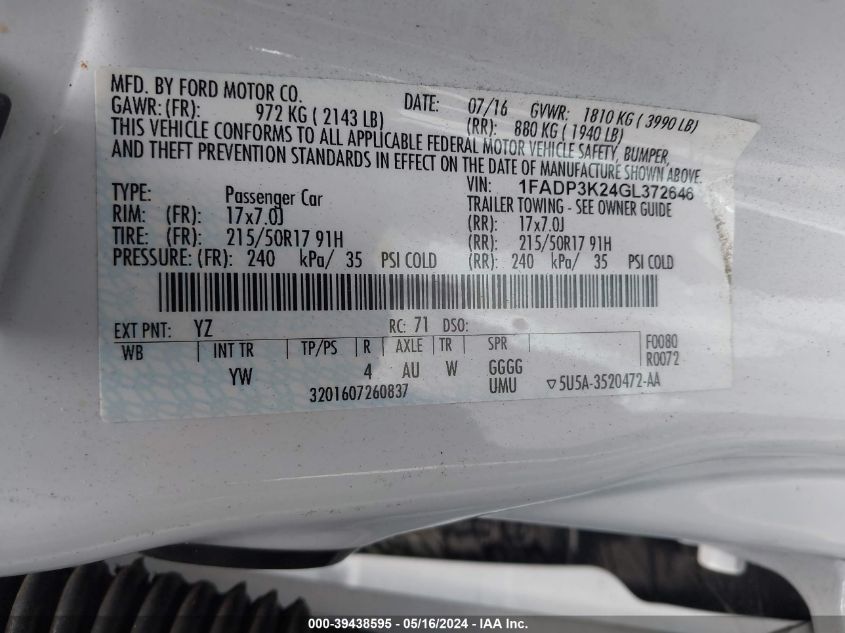 MFD. BY FORD MOTOR CO. DATE: 07/16 GVWR: 1810 KG ( 3990 LB)
GAWR: (FR): 972 KG ( 2143 LB) (RR): 880 KG ( 1940 LB)
THIS VEHICLE CONFORMS TO ALL APPLICABLE FEDERAL MOTOR VEHICLE SAFETY, BUMPER,
AND THEFT PREVENTION STANDARDS IN EFFECT ON THE DATE OF MANUFACTURE SHOWN ABOVE.
VIN: 1FADP3K24GL372646
TYPE: Passenger Car TRAILER TOWING - SEE OWNER GUIDE
RIM: (FR): 17x7.0J (RR): 17x7.0J
TIRE: (FR): 215/50R17 91H (RR): 215/50R17 91H
PRESSURE: (FR): 240 kPa/ 35 PSI COLD (RR): 240 kPa/ 35 PSI COLD
EXT PNT: YZ RC: 71 DSO:
WB INT TR TP/PS R AXLE TR SPR F0080
R0072
YW 4 AU W GGGG
UMU
3201607260837 ▽5U5A-3520472-AA
000-39438595 - 05/16/2024 - IAA Inc.